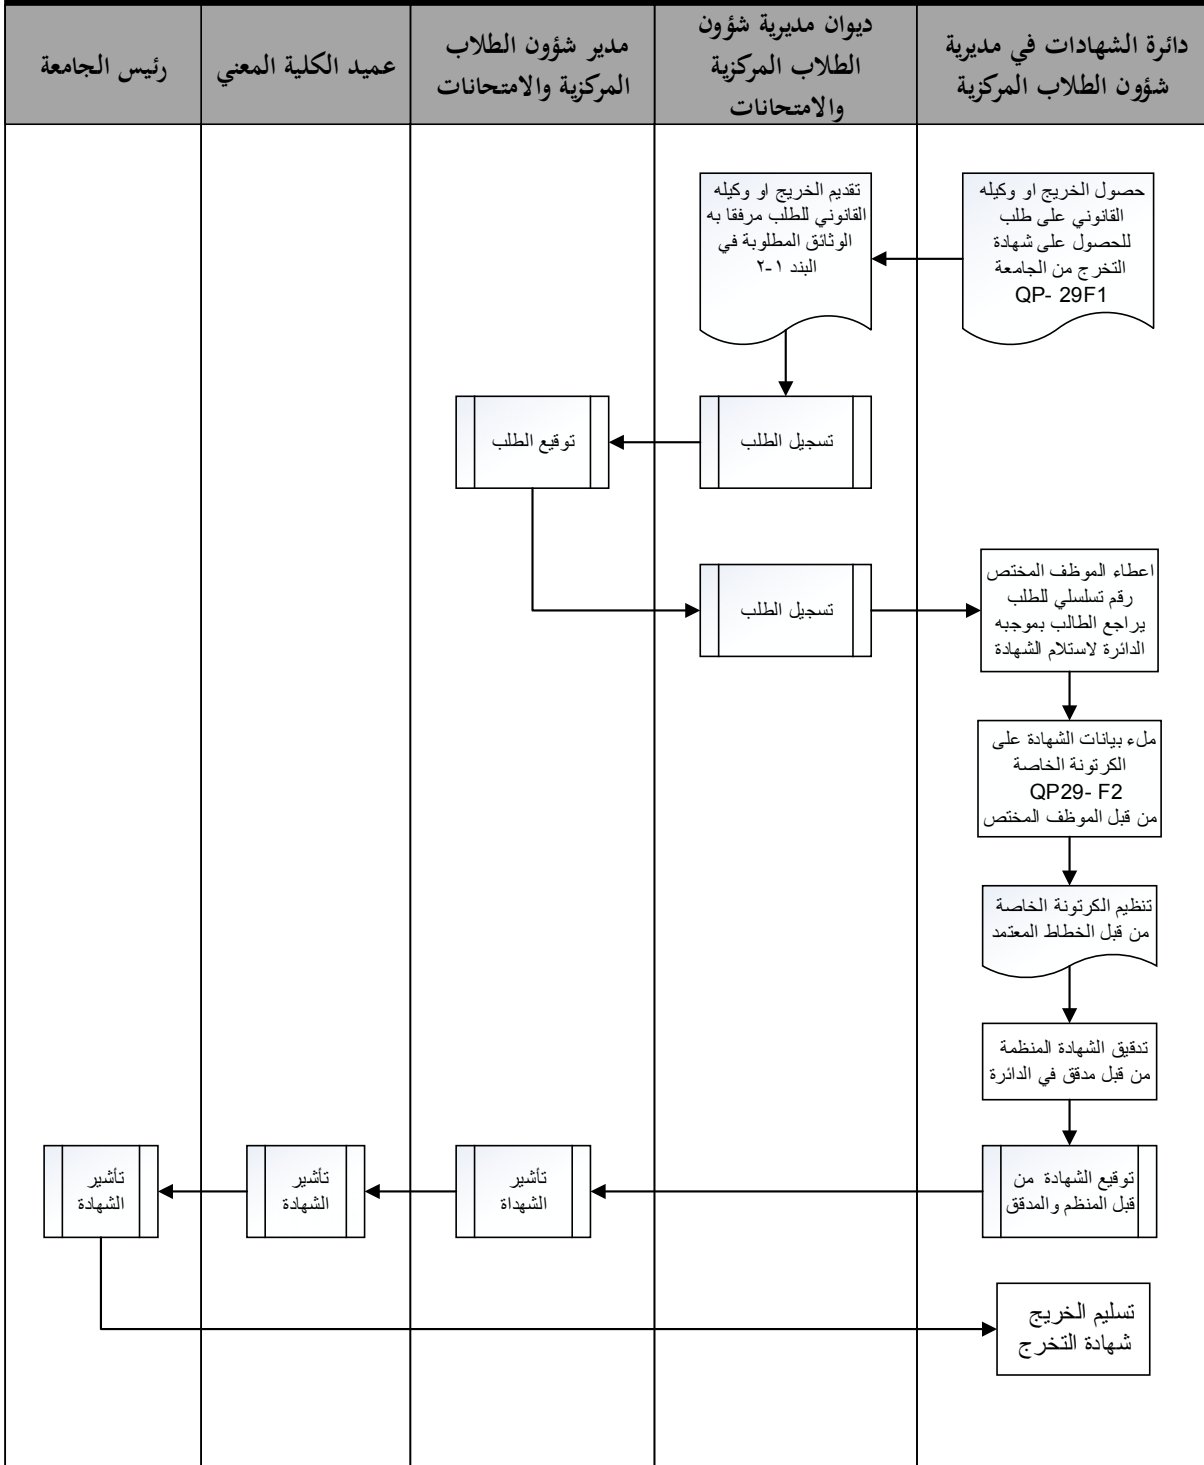 دائرة الشهادات في مديرية
شؤون الطلاب المركزية
ديوان مديرية شؤون
الطلاب المركزية
والامتحانات
مدير شؤون الطلاب
المركزية والامتحانات
عميد الكلية المعني
رئيس الجامعة
حصول الخريج او وكيله
القانوني على طلب
للحصول على شهادة
التخرج من الجامعة
QP- 29F1
تقديم الخريج او وكيله
القانوني للطلب مرفقا به
الوثائق المطلوبة في
البند ١-٢
تسجيل الطلب
توقيع الطلب
تسجيل الطلب
اعطاء الموظف المختص
رقم تسلسلي للطلب
يراجع الطالب بموجبه
الدائرة لاستلام الشهادة
ملء بيانات الشهادة على
الكرتونة الخاصة
QP29- F2
من قبل الموظف المختص
تنظيم الكرتونة الخاصة
من قبل الخطاط المعتمد
تدقيق الشهادة المنظمة
من قبل مدقق في الدائرة
توقيع الشهادة من
قبل المنظم والمدقق
تأشير
الشهداة
تأشير
الشهادة
تأشير
الشهادة
تسليم الخريج
شهادة التخرج